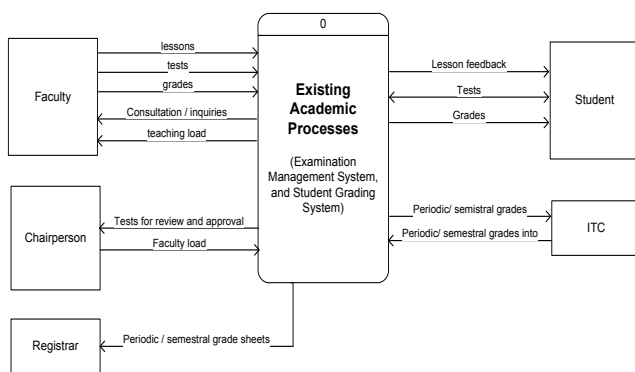 0
Existing
Academic
Processes
(Examination
Management System,
and Student Grading
System)
Faculty
lessons
tests
grades
Consultation / inquiries
teaching load
Chairperson
Tests for review and approval
Faculty load
Registrar
Periodic / semestral grade sheets
Lesson feedback
Tests
Grades
Student
Periodic/ semistral grades
Periodic/ semestral grades into
ITC